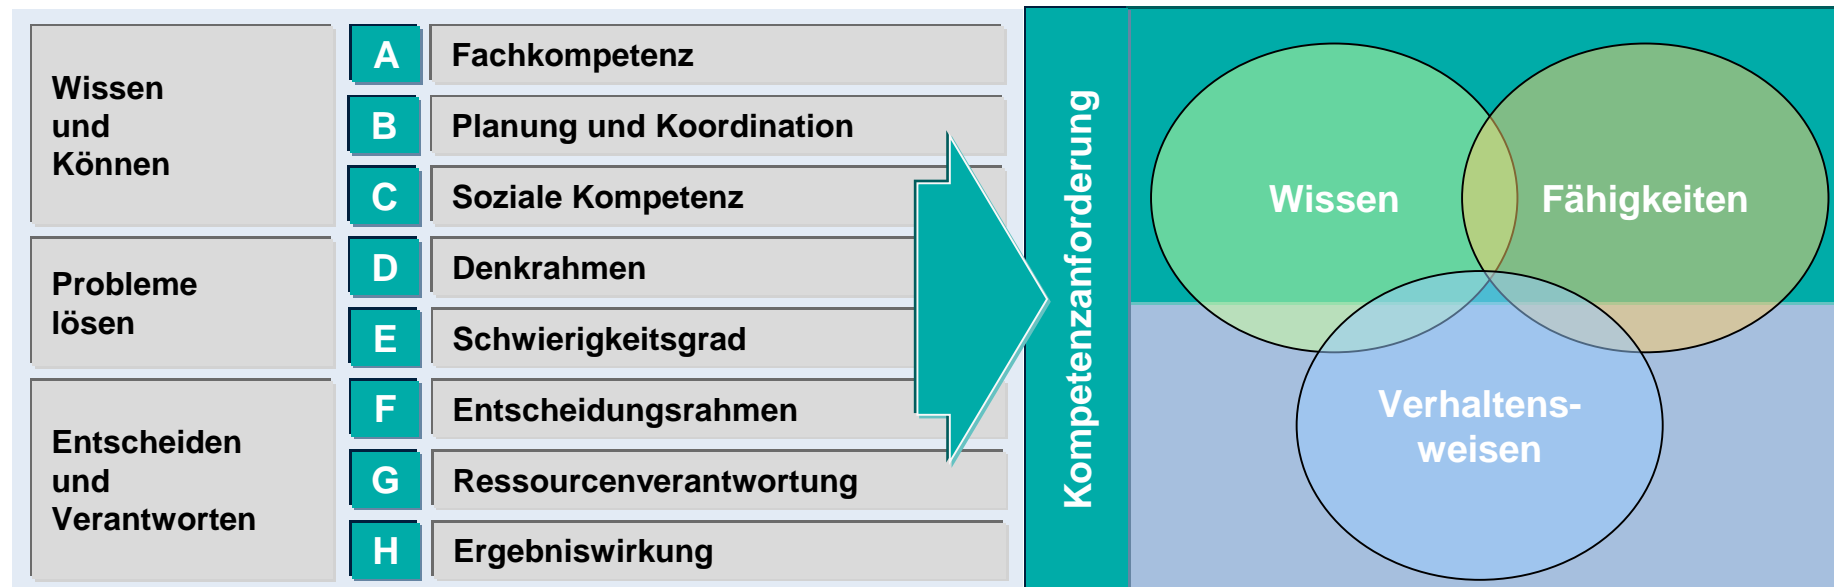 Wissen
und
Können
A
Fachkompetenz
B
Planung und Koordination
C
Soziale Kompetenz
Probleme
lösen
D
Denkrahmen
E
Schwierigkeitsgrad
Entscheiden
und
Verantworten
F
Entscheidungsrahmen
G
Ressourcenverantwortung
H
Ergebniswirkung
Kompetenzanforderung
Wissen
Fähigkeiten
Verhaltens-
weisen